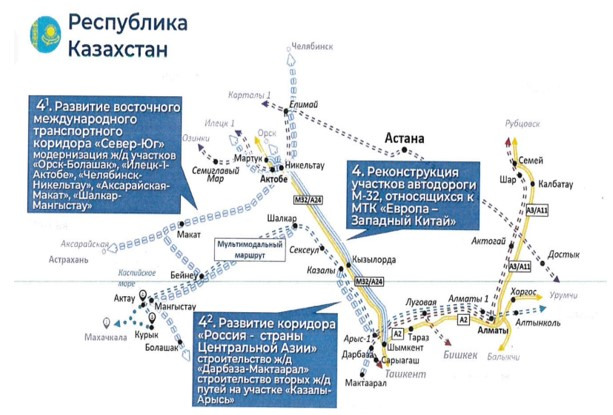 Республика
Казахстан
Челябинск
Карталы 1
Елимай
4¹. Развитие восточного
международного
транспортного
коридора «Север-Юг»
модернизация ж/д участков
«Орск-Болашак», «Илецк-1-
Актобе», «Челябинск-
Никельтау», «Аксарайская-
Макат», «Шалкар-
Мангыстау»
Илецк 1
Озинки
Орск
Мартук
Семиглавый
Мар
Актобе
Никельтау
Астана
Рубцовск
Семей
Шар
Калбатау
4. Реконструкция
участков автодороги
М-32, относящихся к
МТК «Европа –
Западный Китай»
М32/А24
А3/А11
Шалкар
Макат
Аксарайская
Астрахань
Мультимодальный
маршрут
Сексеул
Казалы
Кызылорда
Актогай
Достык
А3/А11
Бейнеу
Каспийское
море
М32/А24
Актау
Мангыстау
Махачкала
Курык
Болашак
4². Развитие коридора
«Россия - страны
Центральной Азии»
строительство ж/д
«Дарбаза-Мактаарал»
строительство вторых ж/д
путей на участке «Казалы-
Арысь»
Луговая
Алматы 1
Хоргос
Урумчи
Арыс-1
А2
Тараз
А2
Алматы
Алтынколь
Дарбаза
Шымкент
Сарыагаш
Бишкек
Балыкчи
Ташкент
Мактаарал